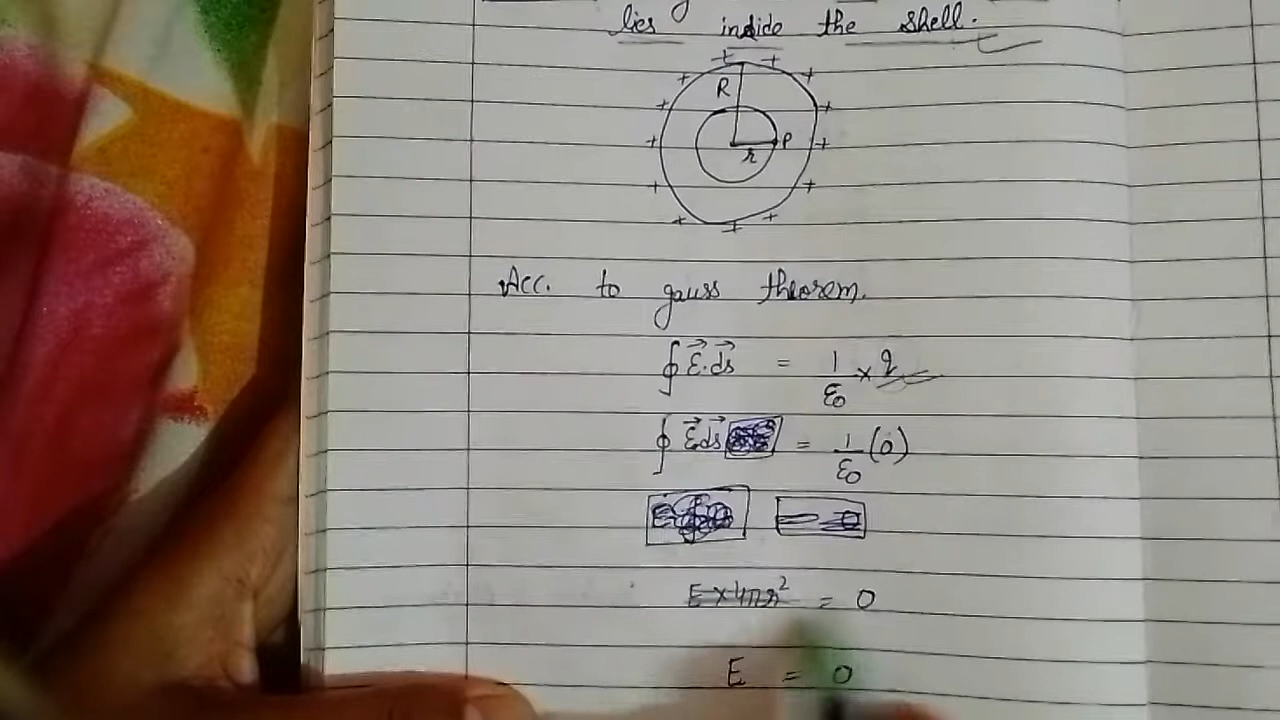 lies inside the shell.
+ + + + + + + + + + + + + +
R
P
r
Acc. to gauss theorem.
∮ E⃗.ds⃗ = 1/ε₀ × q
∮ E⃗.ds⃗ = 1/ε₀ (0)
E × 4πr² = 0
E = 0